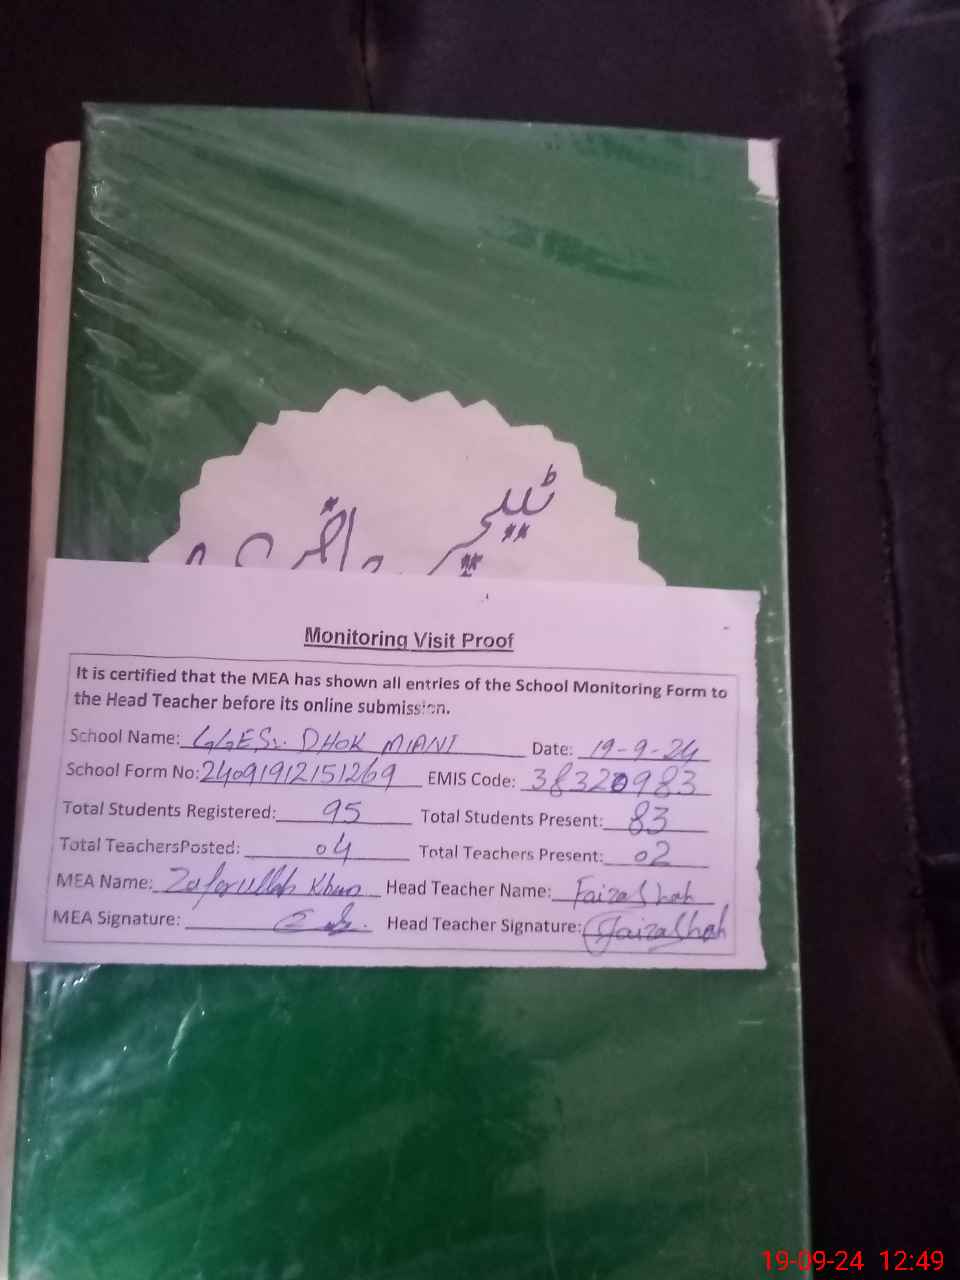 ٹیچر
Monitoring Visit Proof
It is certified that the MEA has shown all entries of the School Monitoring Form to
the Head Teacher before its online submission.
School Name: GGES. DHOK MIANI Date: 19-9-24
School Form No: 24091912151269 EMIS Code: 38320983
Total Students Registered: 95 Total Students Present: 83
Total TeachersPosted: 04 Total Teachers Present: 02
MEA Name: Zafarullah Khan Head Teacher Name: Faiza Shah
MEA Signature: Head Teacher Signature: Faiza Shah
19-09-24 12:49